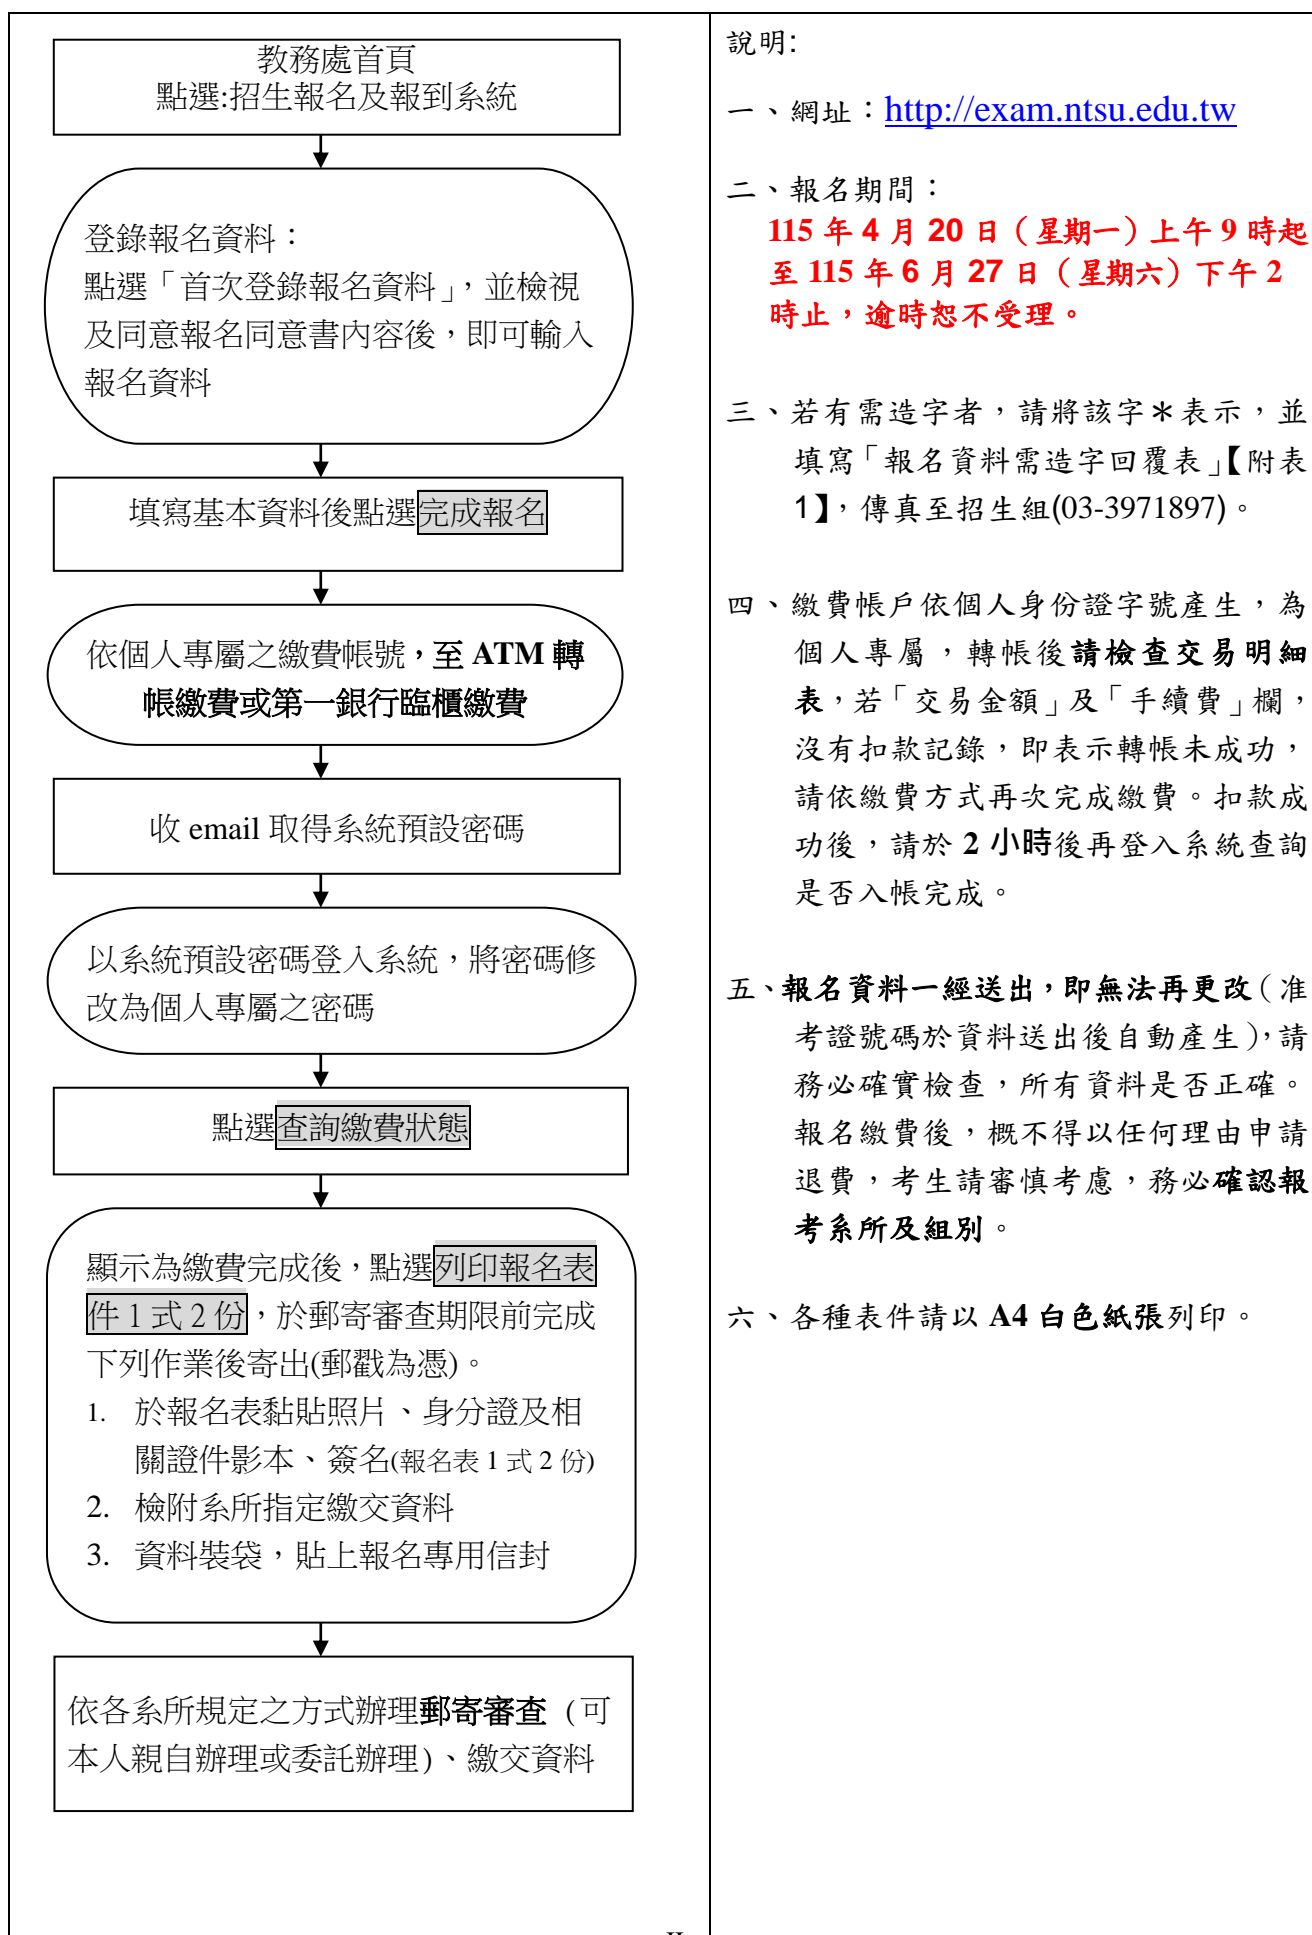 教務處首頁
點選:招生報名及報到系統
登錄報名資料：
點選「首次登錄報名資料」，並檢視
及同意報名同意書內容後，即可輸入
報名資料
填寫基本資料後點選完成報名
依個人專屬之繳費帳號，至 ATM 轉
帳繳費或第一銀行臨櫃繳費
收 email 取得系統預設密碼
以系統預設密碼登入系統，將密碼修
改為個人專屬之密碼
點選查詢繳費狀態
顯示為繳費完成後，點選列印報名表
件 1 式 2 份，於郵寄審查期限前完成
下列作業後寄出(郵戳為憑)。
1. 於報名表黏貼照片、身分證及相
關證件影本、簽名(報名表 1 式 2 份)
2. 檢附系所指定繳交資料
3. 資料裝袋，貼上報名專用信封
依各系所規定之方式辦理郵寄審查 (可
本人親自辦理或委託辦理)、繳交資料
說明:
一、網址：http://exam.ntsu.edu.tw
二、報名期間：
115 年 4 月 20 日（星期一）上午 9 時起
至 115 年 6 月 27 日（星期六）下午 2
時止，逾時恕不受理。
三、若有需造字者，請將該字＊表示，並
填寫「報名資料需造字回覆表」【附表
1】，傳真至招生組(03-3971897)。
四、繳費帳戶依個人身份證字號產生，為
個人專屬，轉帳後請檢查交易明細
表，若「交易金額」及「手續費」欄，
沒有扣款記錄，即表示轉帳未成功，
請依繳費方式再次完成繳費。扣款成
功後，請於 2 小時後再登入系統查詢
是否入帳完成。
五、報名資料一經送出，即無法再更改（准
考證號碼於資料送出後自動產生），請
務必確實檢查，所有資料是否正確。
報名繳費後，概不得以任何理由申請
退費，考生請審慎考慮，務必確認報
考系所及組別。
六、各種表件請以 A4 白色紙張列印。
II